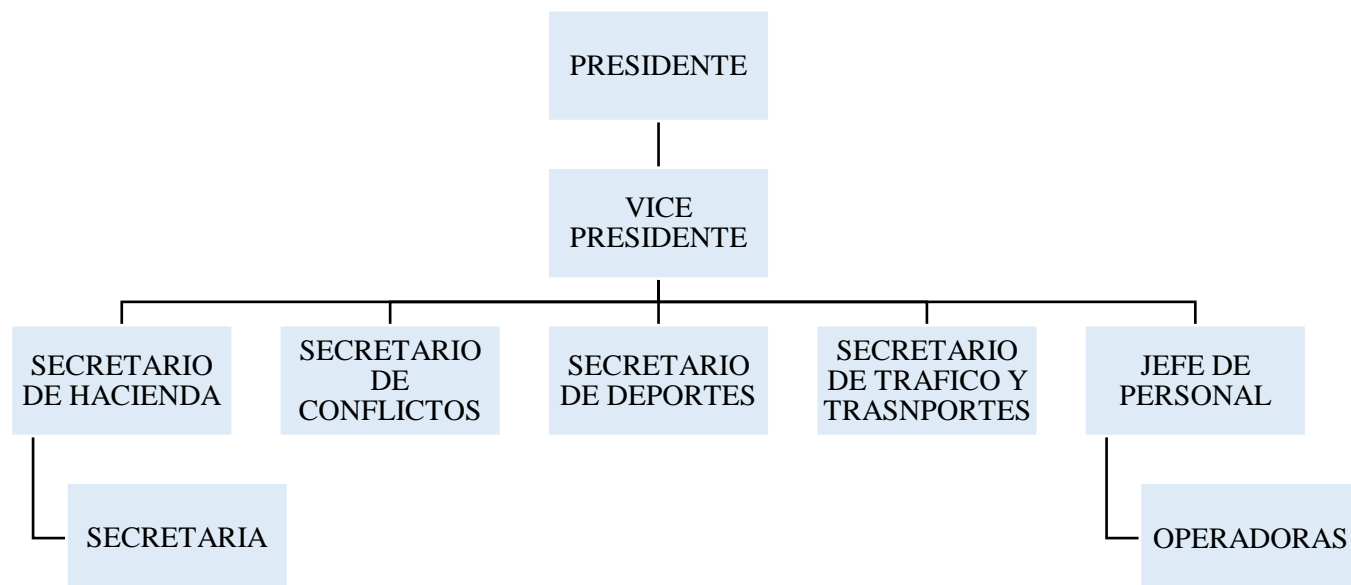 PRESIDENTE
VICE
PRESIDENTE
SECRETARIO
DE HACIENDA
SECRETARIO
DE
CONFLICTOS
SECRETARIO
DE DEPORTES
SECRETARIO
DE TRAFICO Y
TRASNPORTES
JEFE DE
PERSONAL
SECRETARIA
OPERADORAS